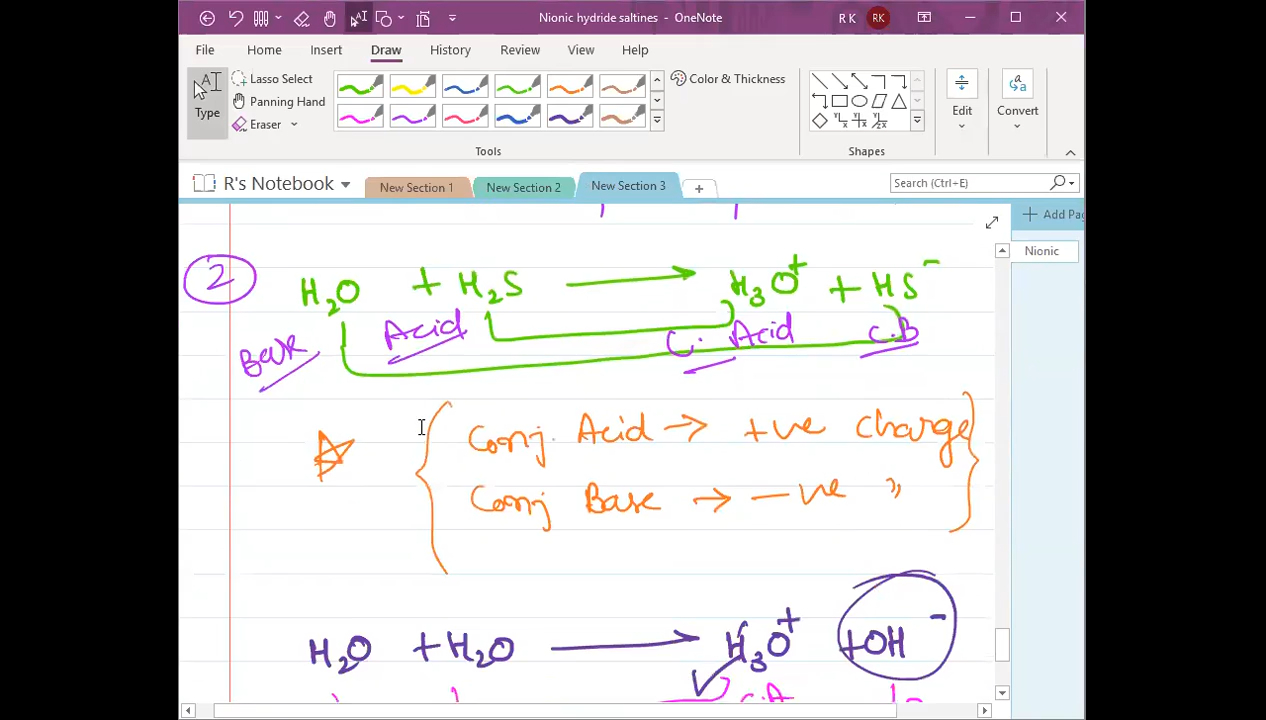 Nionic hydride saltines - OneNote
R K
RK
File Home Insert Draw History Review View Help
Type
Lasso Select
Panning Hand
Eraser
Color & Thickness
Edit
Convert
Tools
Shapes
R's Notebook
New Section 1
New Section 2
New Section 3
Search (Ctrl+E)
Add Pag
Nionic
2
H₂O + H₂S ⟶ H₃O⁺ + HS⁻
Base Acid C. Acid C.B
Conj. Acid → +ve charge
Conj Base → -ve "
H₂O + H₂O ⟶ H₃O⁺ + OH⁻
C.A